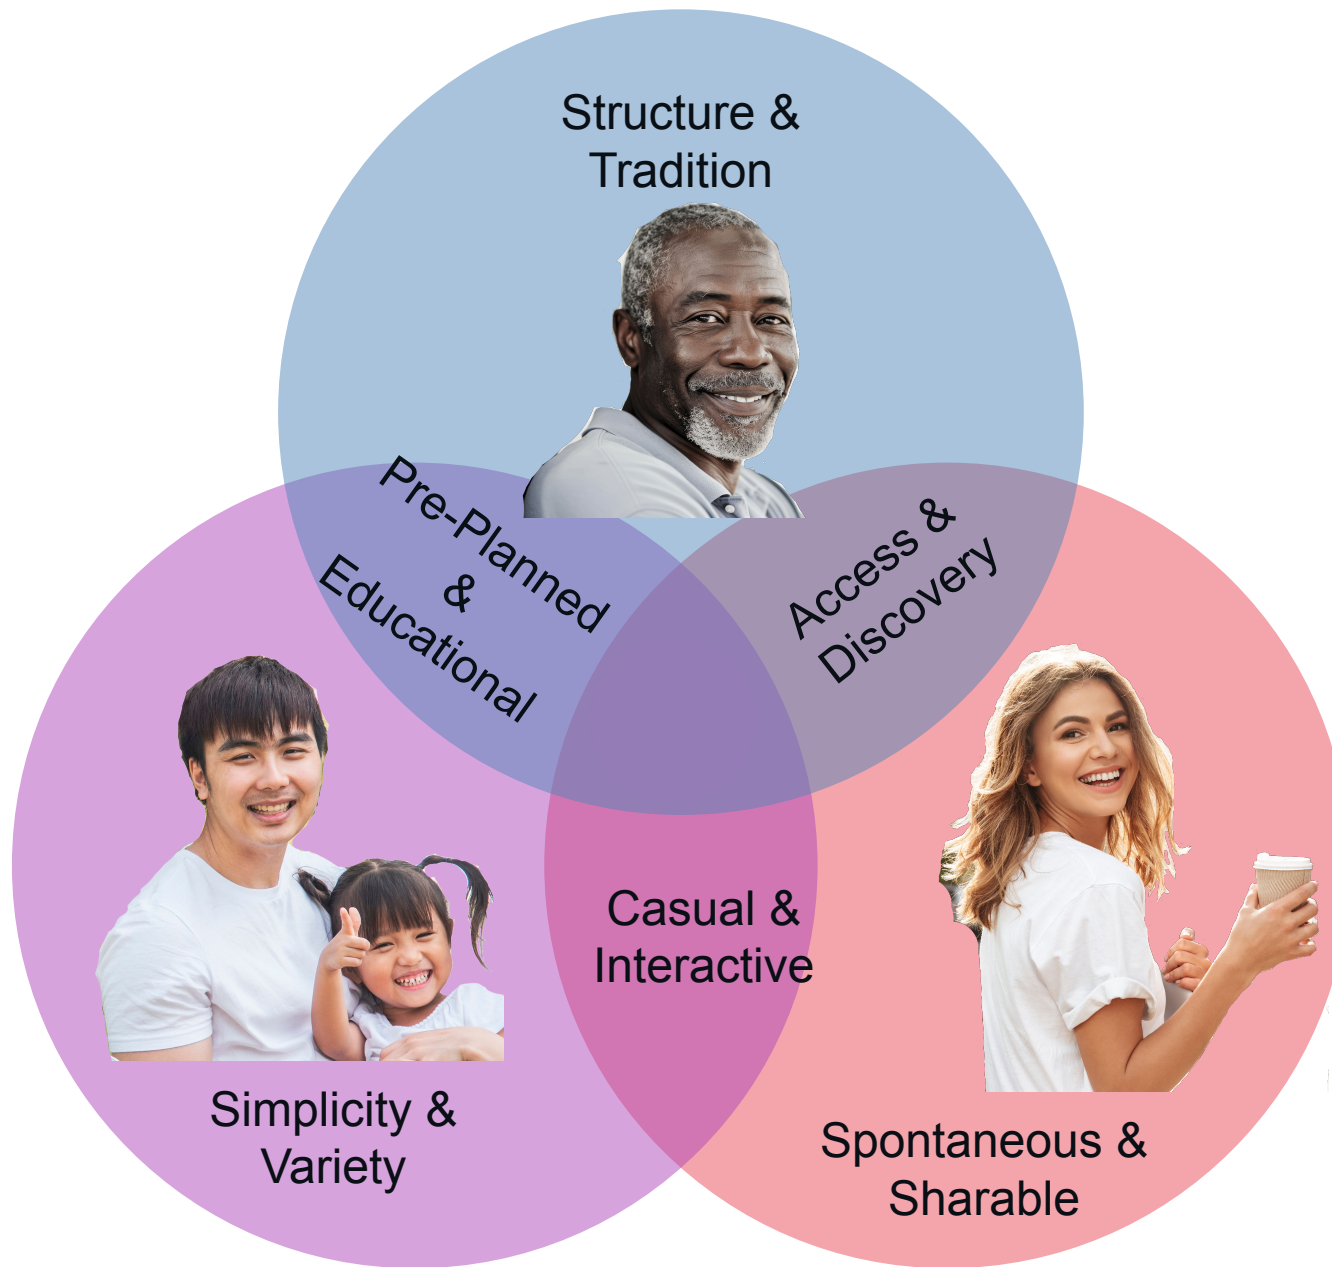 Structure &
Tradition
Pre-Planned
&
Educational
Access &
Discovery
Casual &
Interactive
Simplicity &
Variety
Spontaneous &
Sharable